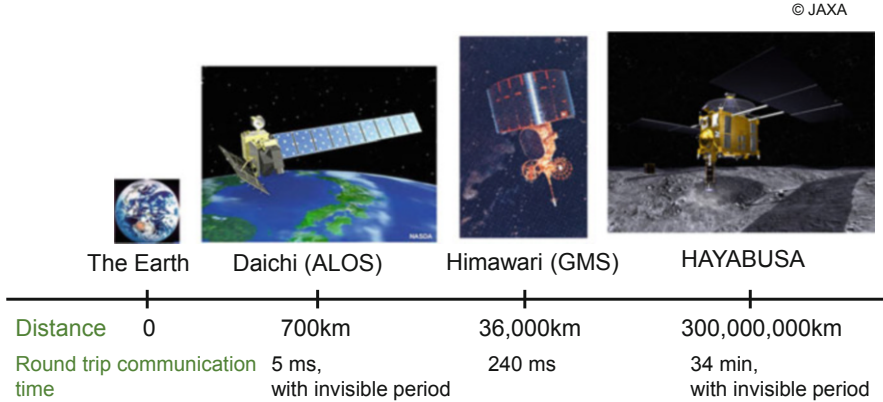 © JAXA
NASDA
The Earth
Daichi (ALOS)
Himawari (GMS)
HAYABUSA
Distance 0 700km 36,000km 300,000,000km
Round trip communication 5 ms, 240 ms 34 min,
time with invisible period with invisible period